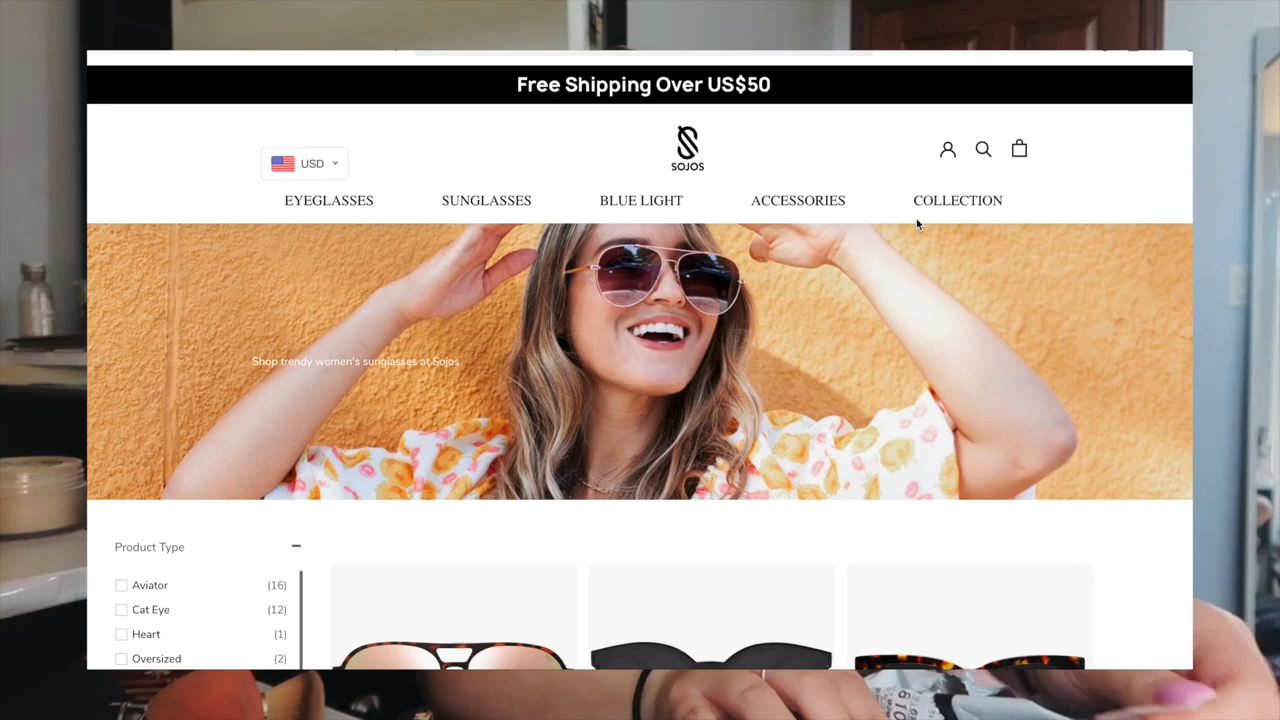 Free Shipping Over US$50
SOJOS
USD
EYEGLASSES SUNGLASSES BLUE LIGHT ACCESSORIES COLLECTION
Shop trendy women's sunglasses at Sojos
Product Type
Aviator (16)
Cat Eye (12)
Heart (1)
Oversized (2)
610